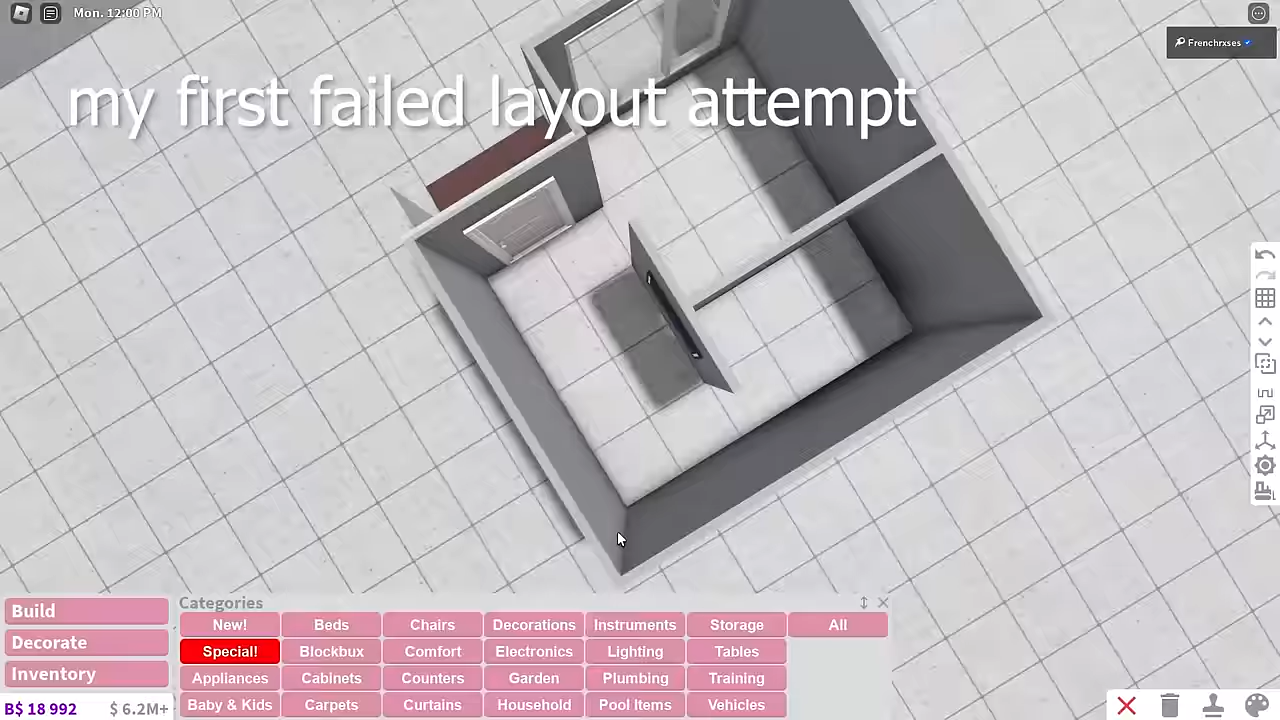 Mon. 12:00 PM
Frenchrxses
my first failed layout attempt
Build
Decorate
Inventory
B$ 18 992 $ 6.2M+
Categories
New! Beds Chairs Decorations Instruments Storage All
Special! Blockbux Comfort Electronics Lighting Tables
Appliances Cabinets Counters Garden Plumbing Training
Baby & Kids Carpets Curtains Household Pool Items Vehicles